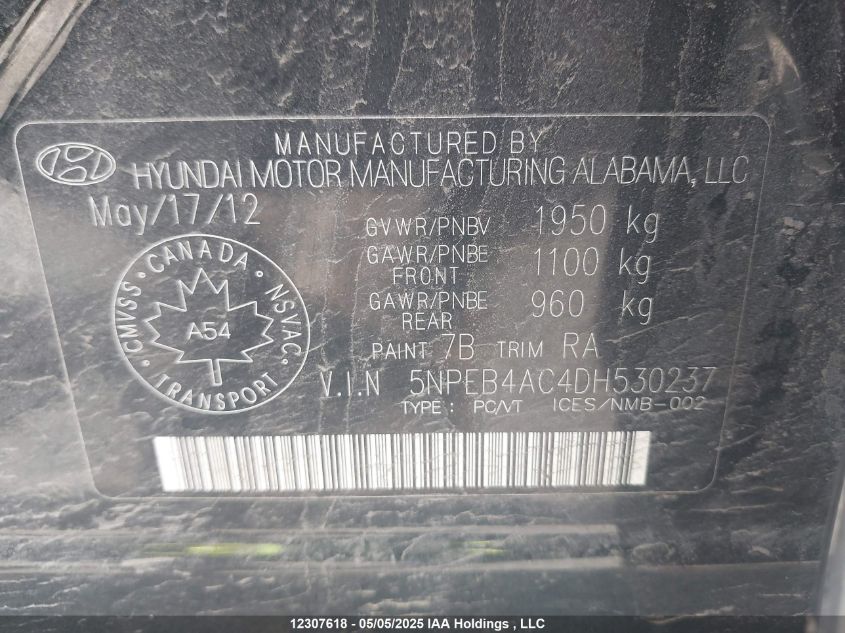 MANUFACTURED BY
HYUNDAI MOTOR MANUFACTURING ALABAMA, LLC
May/17/12
GVWR/PNBV 1950 kg
GAWR/PNBE FRONT 1100 kg
GAWR/PNBE REAR 960 kg
CANADA
CMVSS
NSVAC
A54
TRANSPORT
PAINT 7B TRIM RA
V.I.N 5NPEB4AC4DH530237
TYPE: PC/VT ICES/NMB-002
12307618 - 05/05/2025 IAA Holdings , LLC